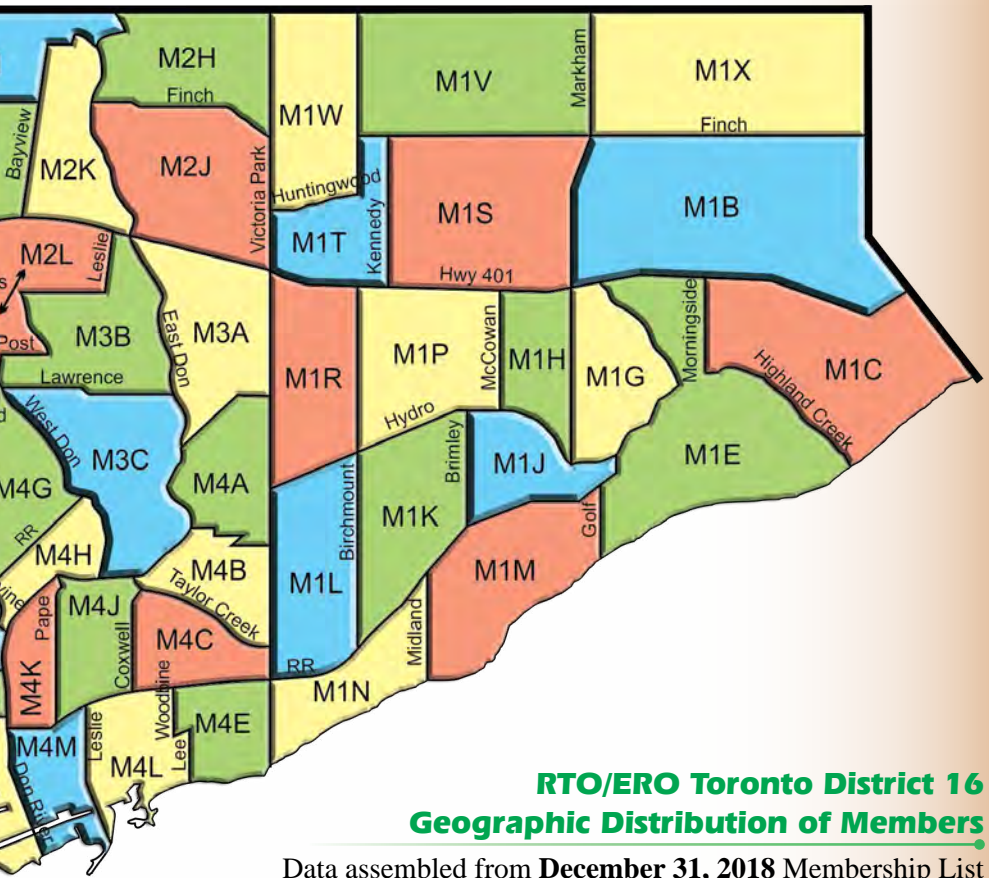 M2H
Finch
M1W
M1V
Markham
M1X
Finch
Bayview
M2K
M2J
Victoria Park
Huntingwood
M1T
Kennedy
M1S
M1B
Hwy 401
M2L
Leslie
s
Post
M3B
Lawrence
East Don
M3A
M1R
M1P
McCowan
M1H
M1G
Morningside
Highland Creek
M1C
Hydro
d
West Don
M3C
M4A
M4G
RR
M4H
Birchmount
M1K
Brimley
M1J
Golf
M1E
M1M
vine
Pape
M4J
M4B
Taylor Creek
M1L
Midland
M4K
Coxwell
M4C
Woodbine
RR
M1N
M4M
Leslie
M4L
Lee
M4E
Don River
RTO/ERO Toronto District 16
Geographic Distribution of Members
Data assembled from December 31, 2018 Membership List